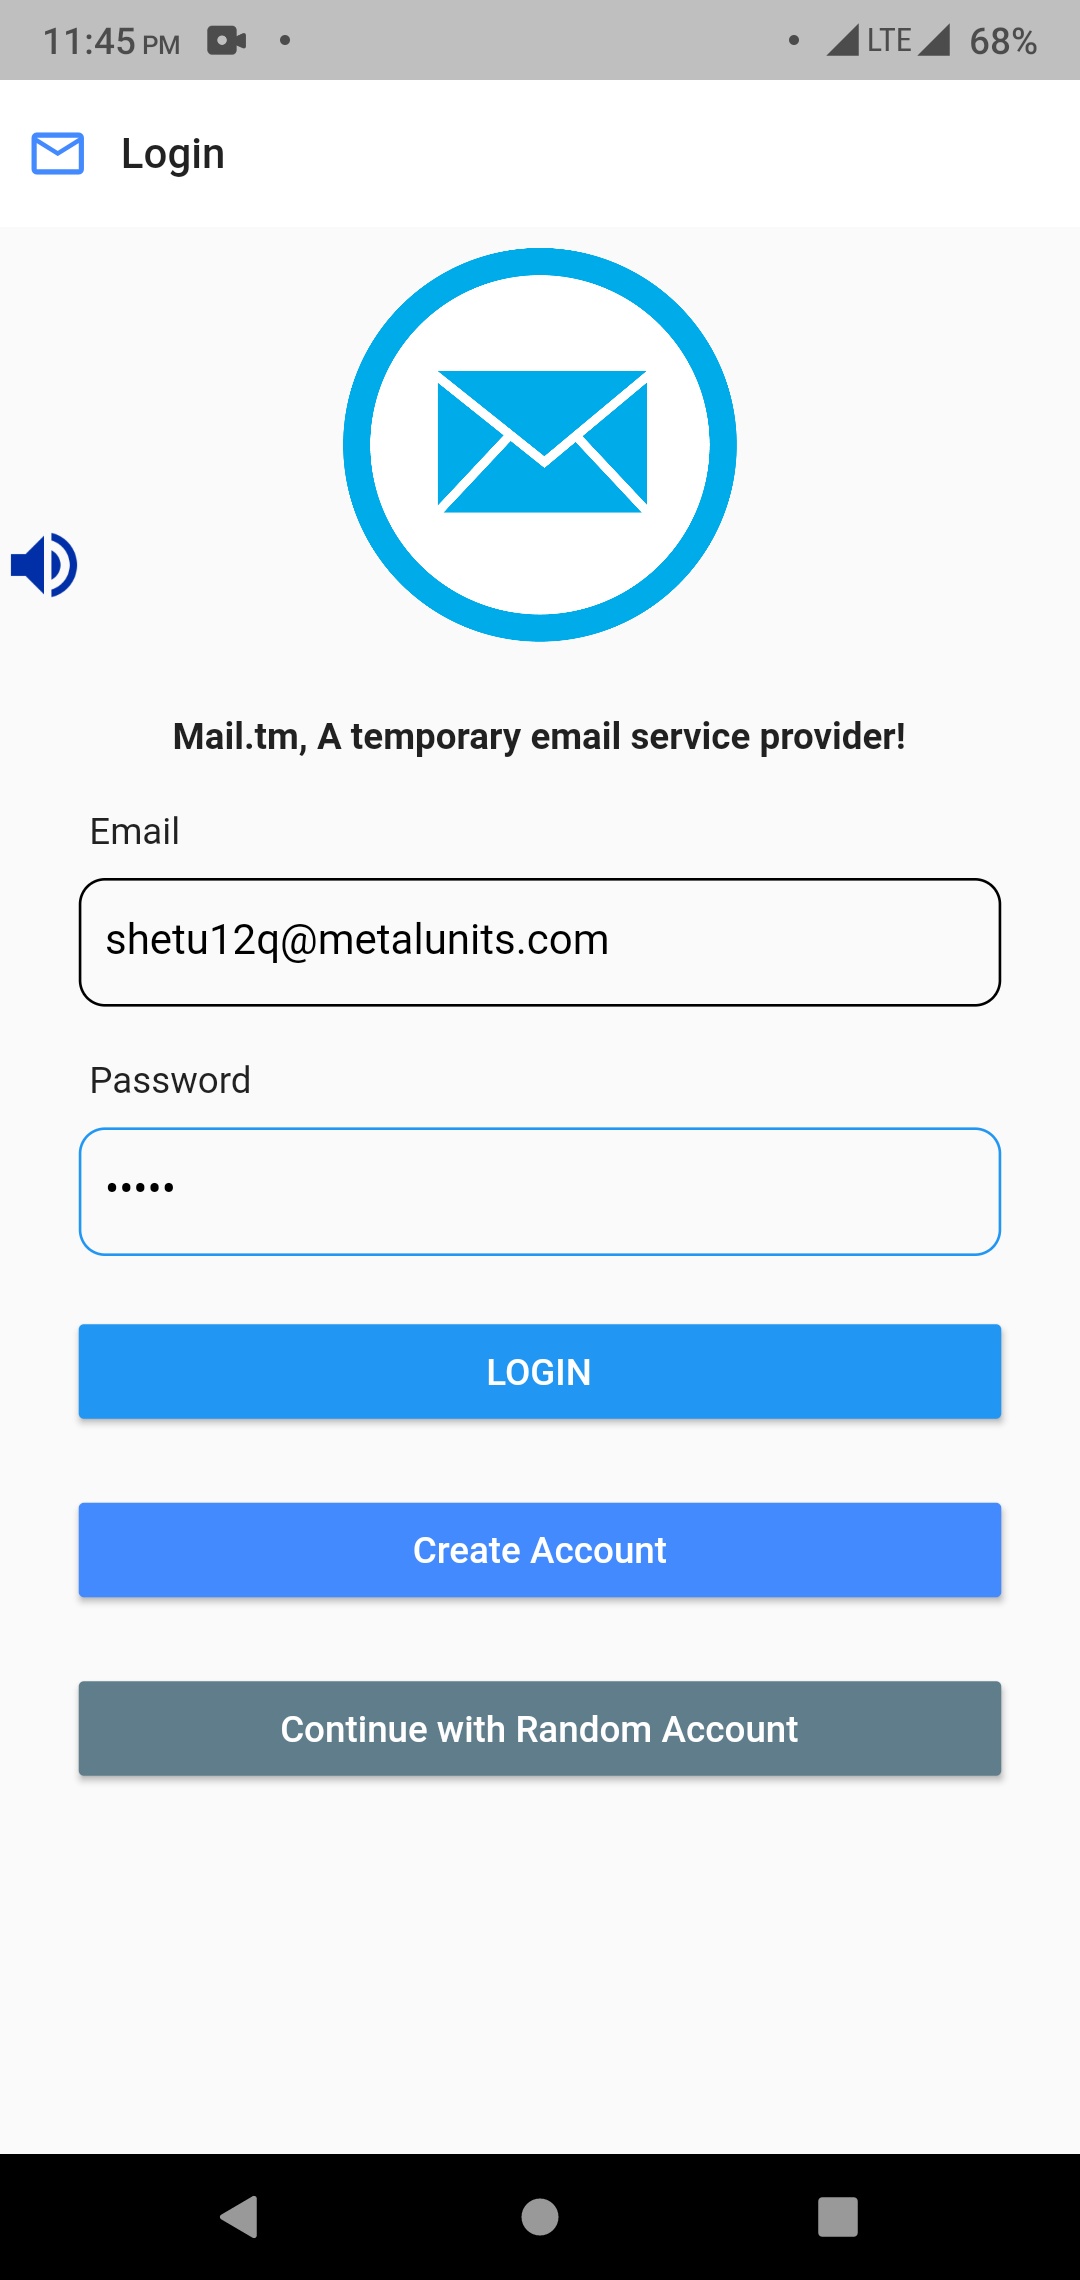 11:45 PM LTE 68%
Login
Mail.tm, A temporary email service provider!
Email
shetu12q@metalunits.com
Password
•••••
LOGIN
Create Account
Continue with Random Account